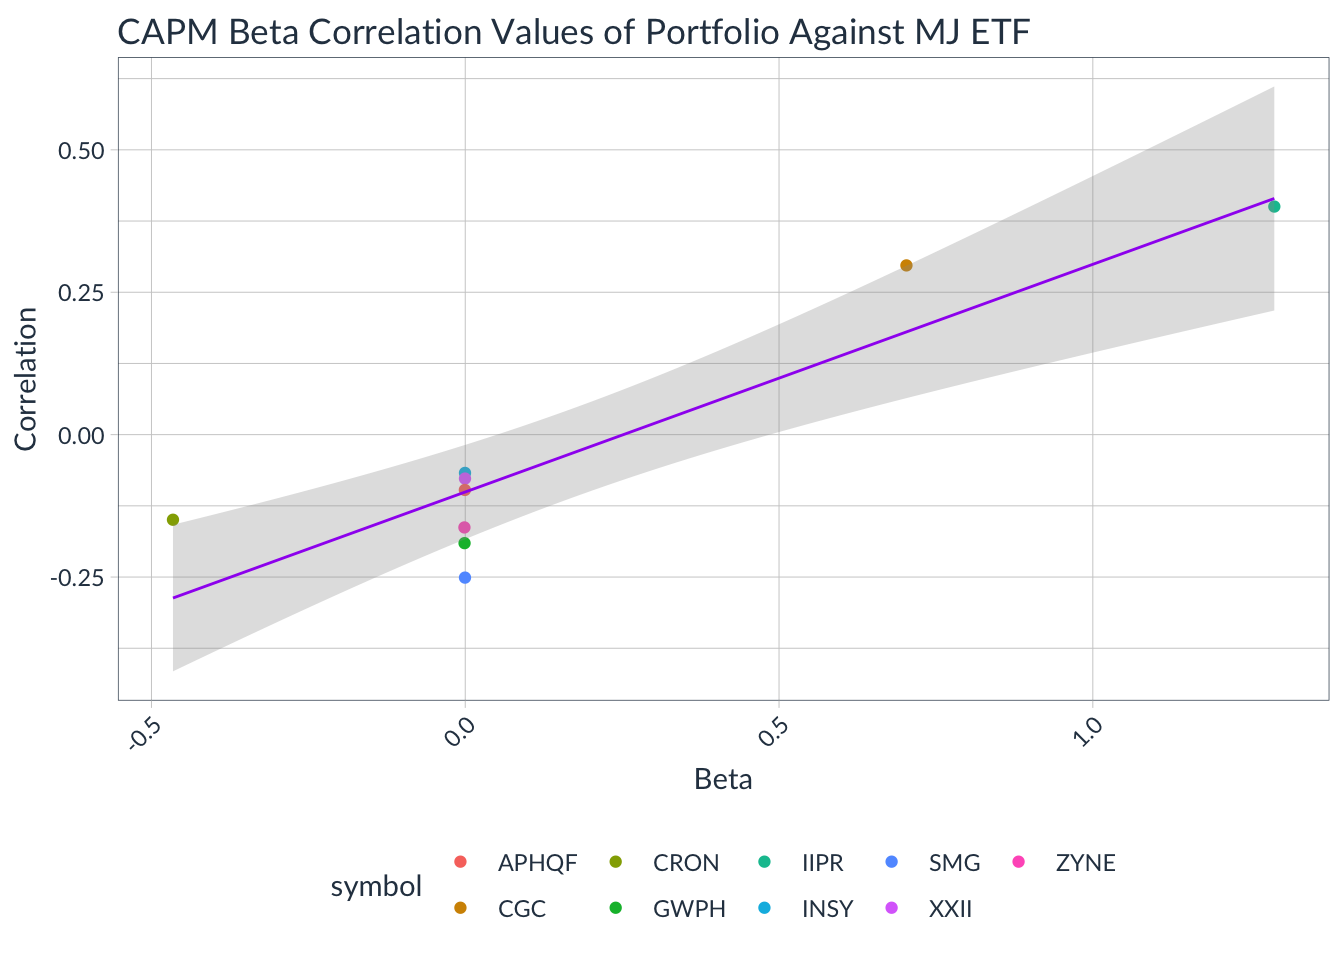 CAPM Beta Correlation Values of Portfolio Against MJ ETF
Correlation
0.50
0.25
0.00
-0.25
-0.5 0.0 0.5 1.0
Beta
symbol
APHQF CRON IIPR SMG ZYNE
CGC GWPH INSY XXII